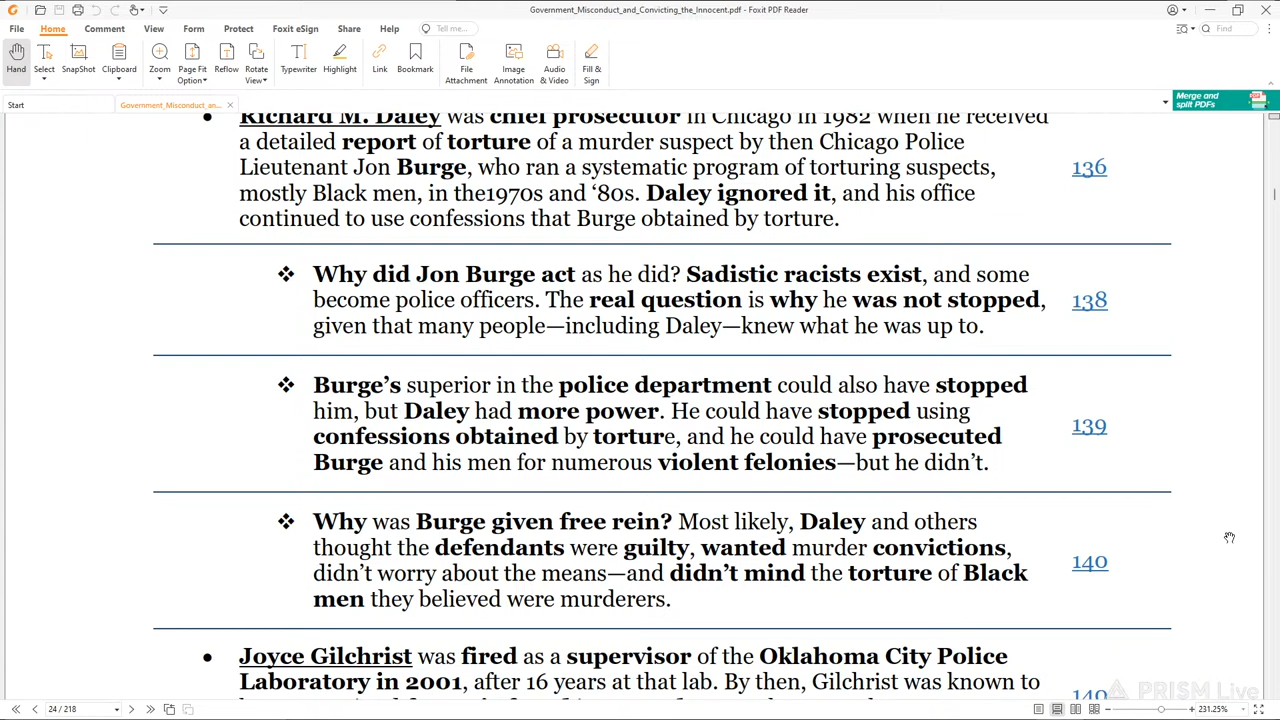 Government_Misconduct_and_Convicting_the_Innocent.pdf - Foxit PDF Reader
File Home Comment View Form Protect Foxit eSign Share Help Tell me... Find
Hand Select SnapShot Clipboard Zoom Page Fit Option Reflow Rotate View Typewriter Highlight Link Bookmark File Attachment Image Annotation Audio & Video Fill & Sign
Start Government_Misconduct_an... Merge and split PDFs
• Richard M. Daley was chief prosecutor in Chicago in 1982 when he received
a detailed report of torture of a murder suspect by then Chicago Police
Lieutenant Jon Burge, who ran a systematic program of torturing suspects, 136
mostly Black men, in the1970s and ‘80s. Daley ignored it, and his office
continued to use confessions that Burge obtained by torture.
❖ Why did Jon Burge act as he did? Sadistic racists exist, and some
become police officers. The real question is why he was not stopped, 138
given that many people—including Daley—knew what he was up to.
❖ Burge’s superior in the police department could also have stopped
him, but Daley had more power. He could have stopped using 139
confessions obtained by torture, and he could have prosecuted
Burge and his men for numerous violent felonies—but he didn’t.
❖ Why was Burge given free rein? Most likely, Daley and others
thought the defendants were guilty, wanted murder convictions, 140
didn’t worry about the means—and didn’t mind the torture of Black
men they believed were murderers.
• Joyce Gilchrist was fired as a supervisor of the Oklahoma City Police
Laboratory in 2001, after 16 years at that lab. By then, Gilchrist was known to
PRISM Live
24 / 218 231.25%